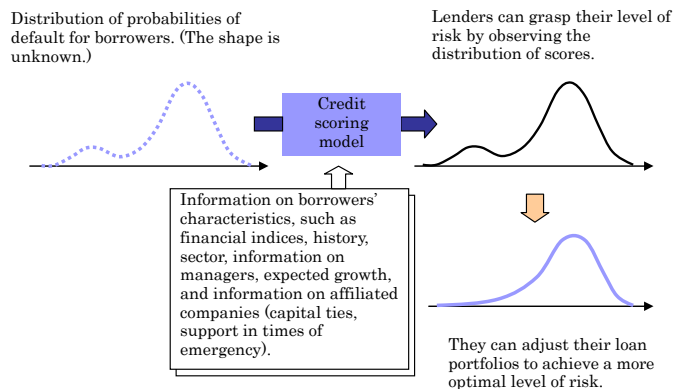 Distribution of probabilities of
default for borrowers. (The shape is
unknown.)
Lenders can grasp their level of
risk by observing the
distribution of scores.
Credit
scoring
model
Information on borrowers'
characteristics, such as
financial indices, history,
sector, information on
managers, expected growth,
and information on affiliated
companies (capital ties,
support in times of
emergency).
They can adjust their loan
portfolios to achieve a more
optimal level of risk.